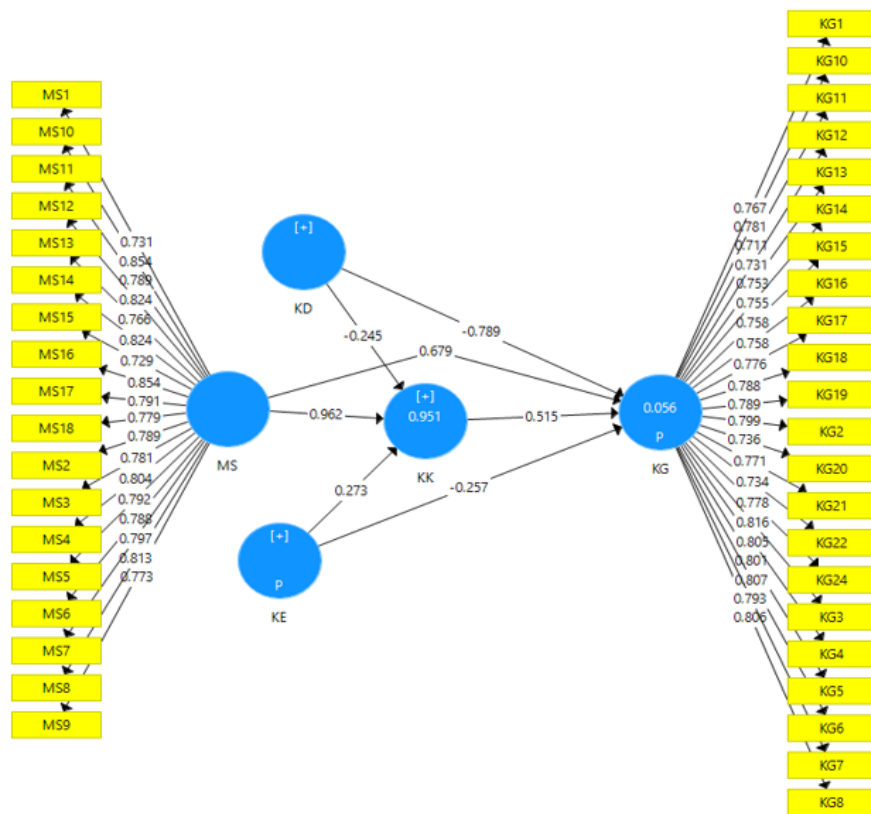 MS1
MS10
MS11
MS12
MS13
MS14
MS15
MS16
MS17
MS18
MS2
MS3
MS4
MS5
MS6
MS7
MS8
MS9
0.731
0.854
0.789
0.824
0.766
0.824
0.729
0.854
0.791
0.779
0.789
0.781
0.804
0.792
0.788
0.797
0.813
0.773
MS
[+]
KD
-0.245
-0.789
0.679
0.962
[+]
0.951
KK
0.515
0.273
-0.257
[+]
p
KE
0.056
p
KG
0.767
0.781
0.711
0.731
0.753
0.755
0.758
0.758
0.776
0.788
0.789
0.799
0.736
0.771
0.734
0.778
0.816
0.805
0.801
0.807
0.793
0.806
KG1
KG10
KG11
KG12
KG13
KG14
KG15
KG16
KG17
KG18
KG19
KG2
KG20
KG21
KG22
KG24
KG3
KG4
KG5
KG6
KG7
KG8